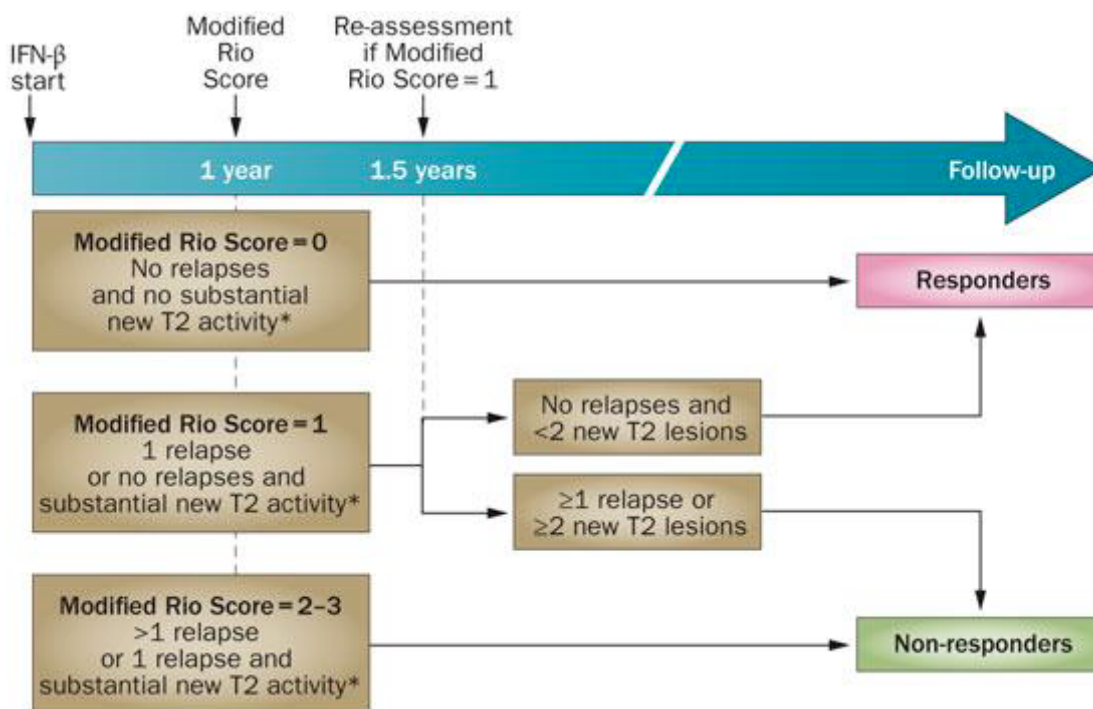 IFN-β
start
Modified
Rio
Score
Re-assessment
if Modified
Rio Score = 1
1 year
1.5 years
Follow-up
Modified Rio Score = 0
No relapses
and no substantial
new T2 activity*
Responders
Modified Rio Score = 1
1 relapse
or no relapses and
substantial new T2 activity*
No relapses and
<2 new T2 lesions
≥1 relapse or
≥2 new T2 lesions
Modified Rio Score = 2–3
>1 relapse
or 1 relapse and
substantial new T2 activity*
Non-responders